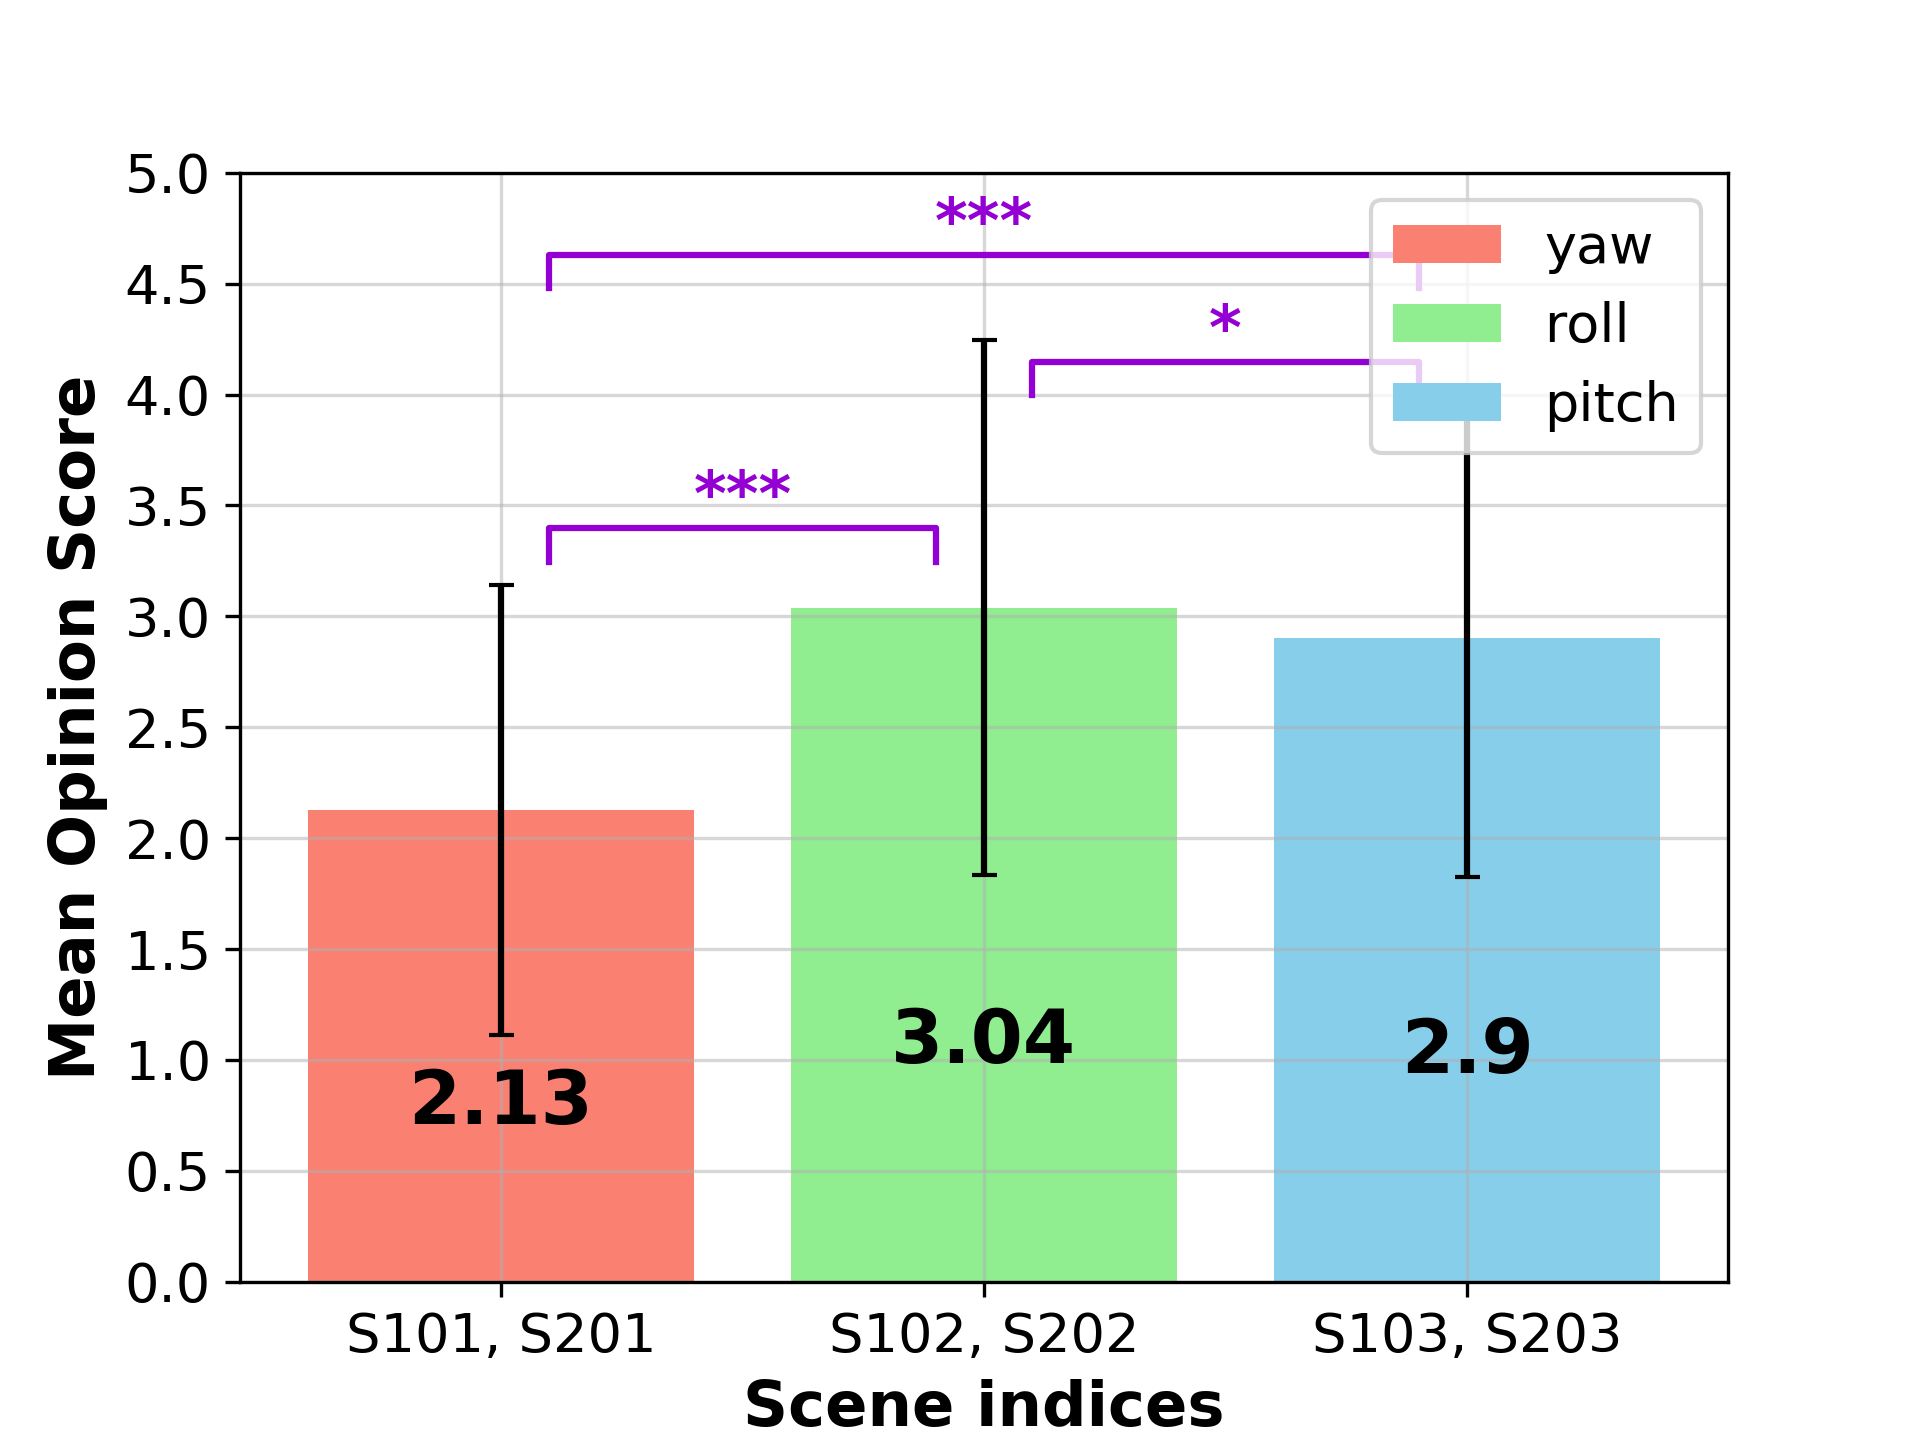 ***
*
***
yaw
roll
pitch
Mean Opinion Score
5.0
4.5
4.0
3.5
3.0
2.5
2.0
1.5
1.0
0.5
0.0
2.13
3.04
2.9
S101, S201
S102, S202
S103, S203
Scene indices